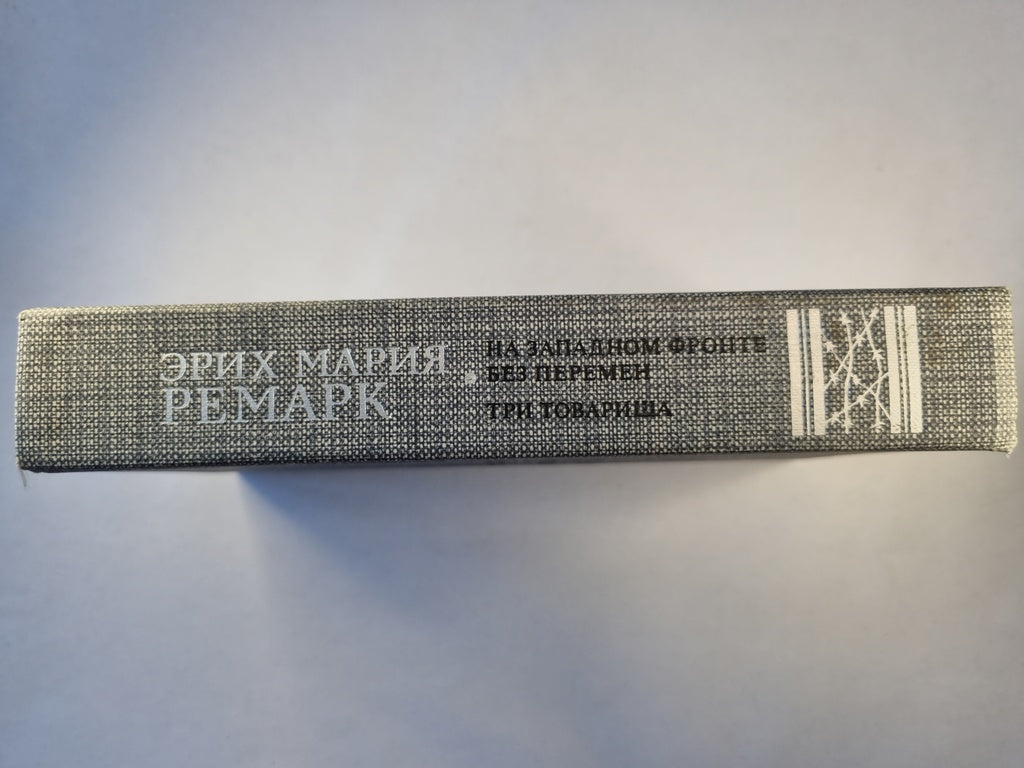 ЭРИХ МАРИЯ
РЕМАРК
НА ЗАПАДНОМ ФРОНТЕ
БЕЗ ПЕРЕМЕН
ТРИ ТОВАРИЩА